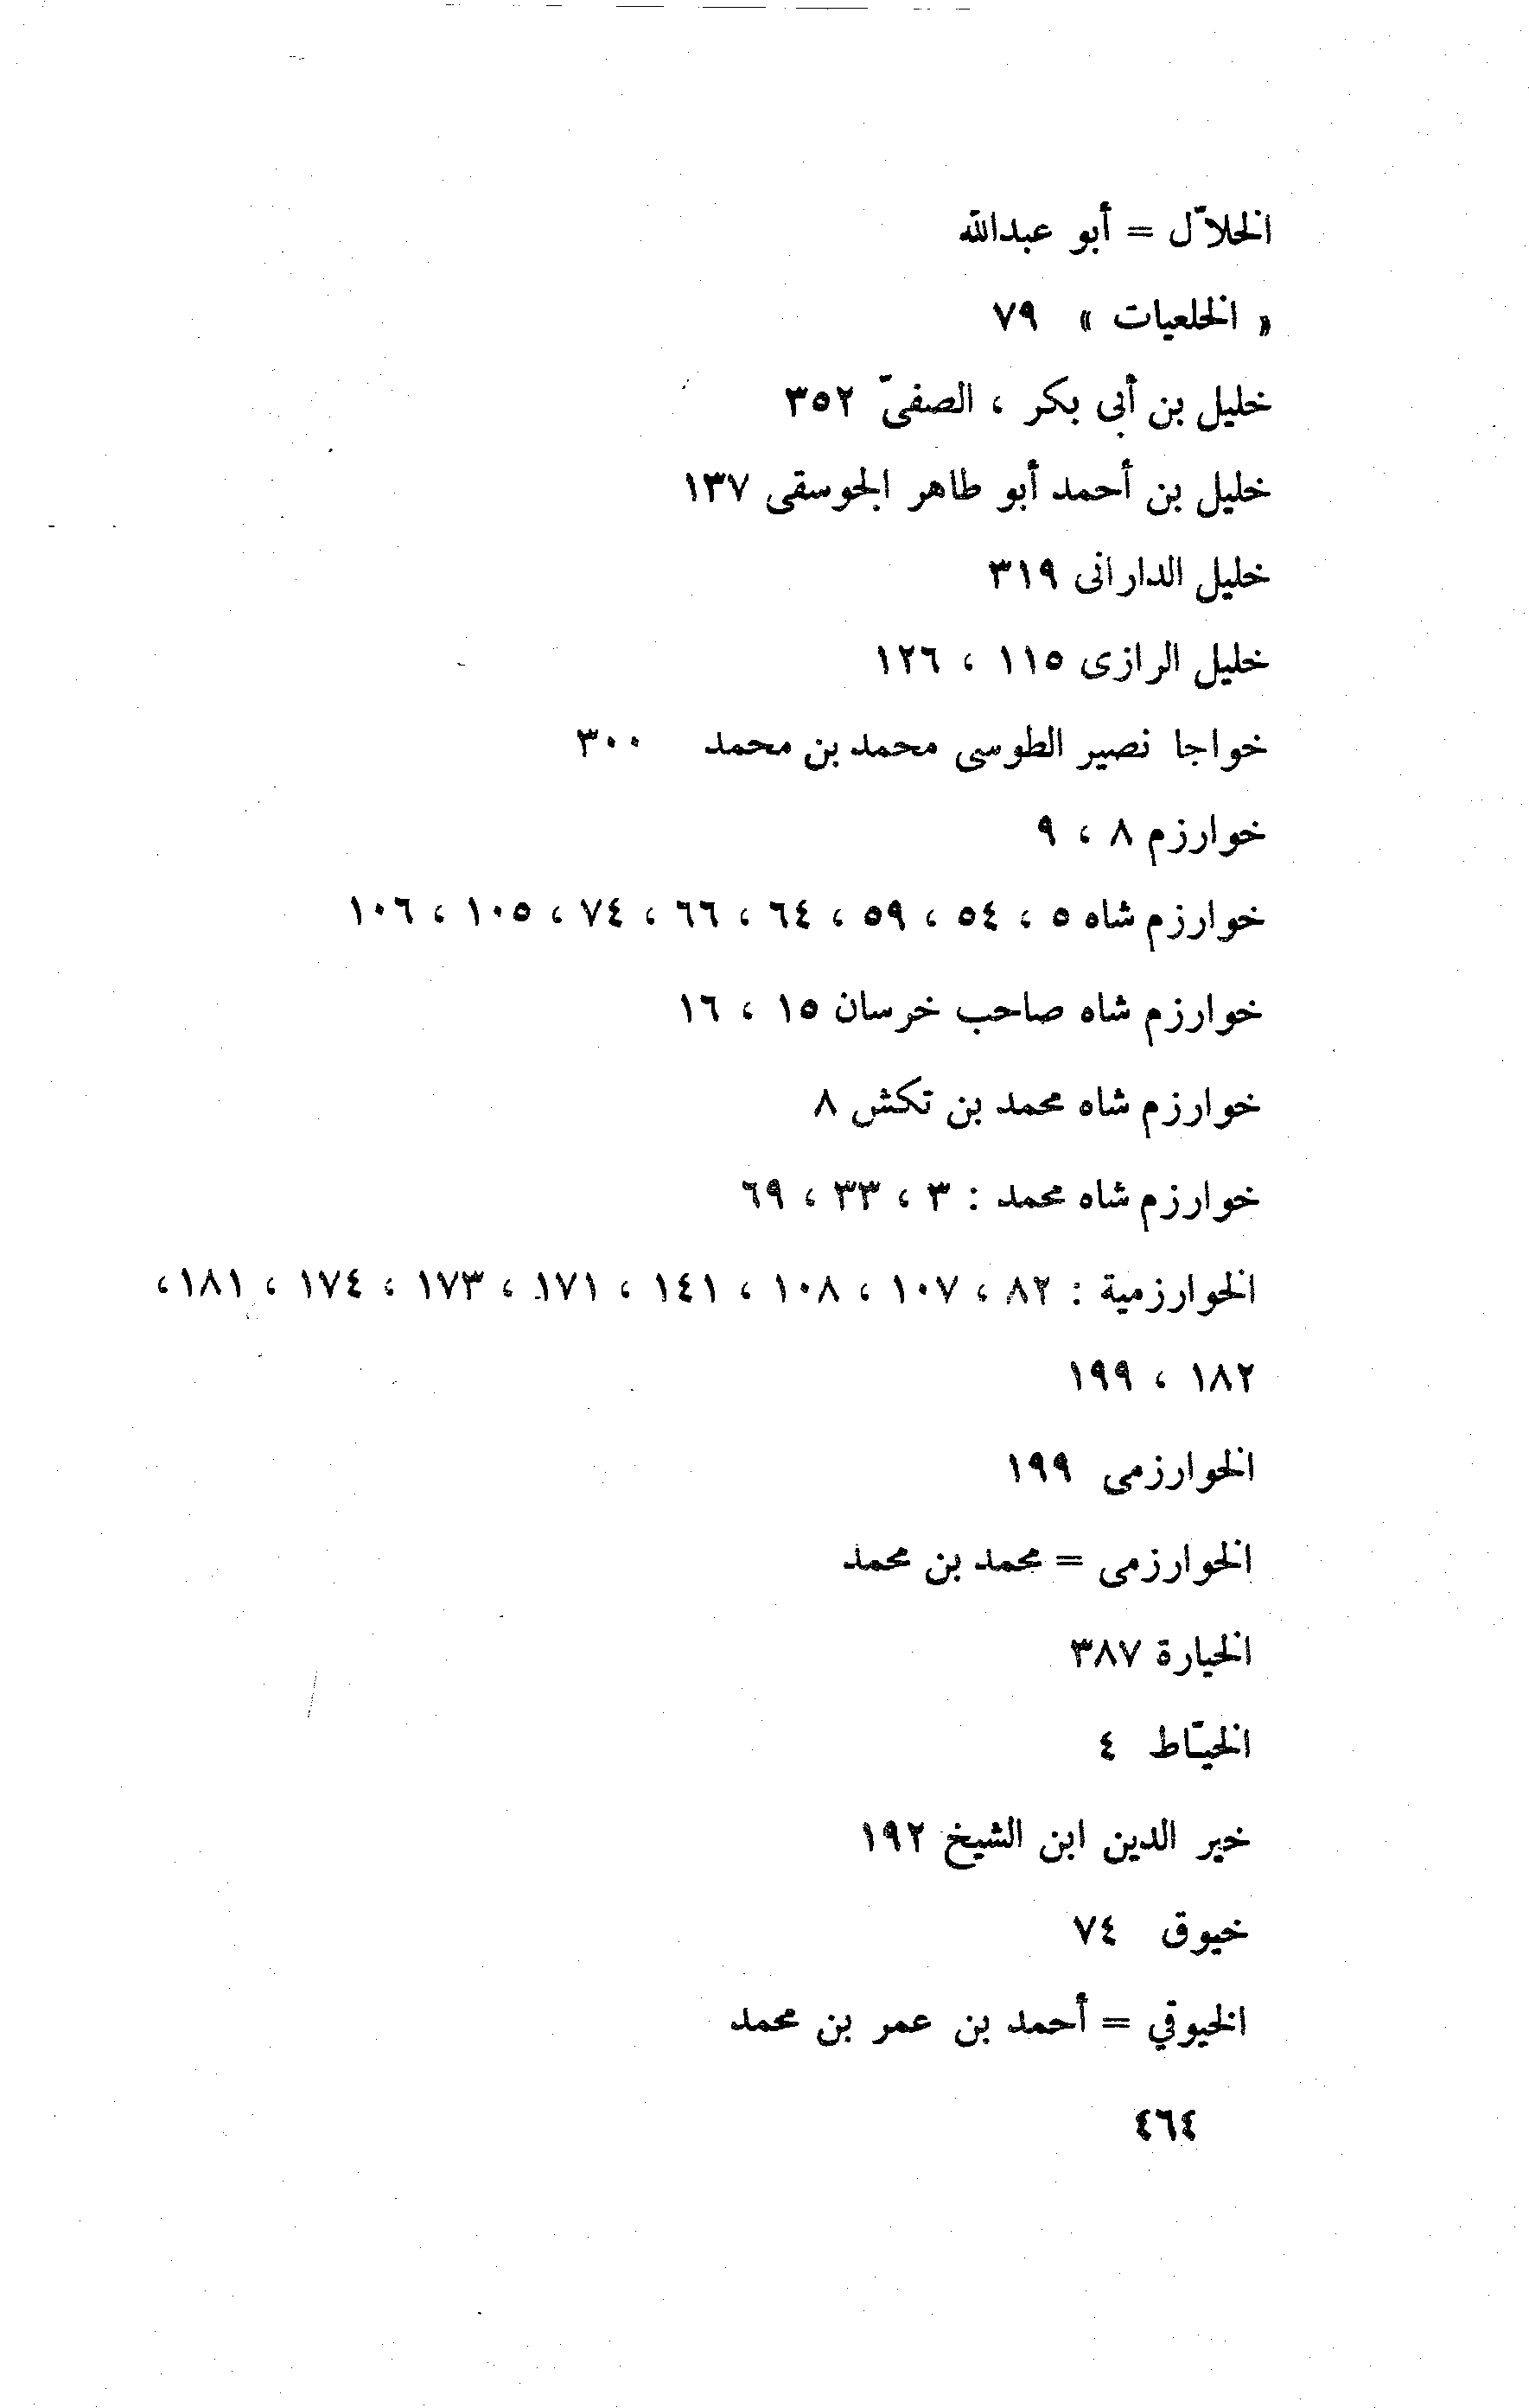 الخلاّل = أبو عبدالله
« الخلعيات » ٧٩
خليل بن أبى بكر ، الصفىّ ٣٥٢
خليل بن أحمد أبو طاهر الجوسقى ١٣٧
خليل الدارانى ٣١٩
خليل الرازى ١١٥ ، ١٢٦
خواجا نصير الطوسى محمد بن محمد ٣٠٠
خوارزم ٨ ، ٩
خوارزم شاه ٥ ، ٥٤ ، ٥٩ ، ٦٤ ، ٦٦ ، ٧٤ ، ١٠٥ ، ١٠٦
خوارزم شاه صاحب خرسان ١٥ ، ١٦
خوارزم شاه محمد بن تكش ٨
خوارزم شاه محمد : ٣ ، ٣٣ ، ٦٩
الخوارزمية : ٨٢ ، ١٠٧ ، ١٠٨ ، ١٤١ ، ١٧١ ، ١٧٣ ، ١٧٤ ، ١٨١ ،
١٨٢ ، ١٩٩
الخوارزمى ١٩٩
الخوارزمى = محمد بن محمد
الخيارة ٣٨٧
الخيّاط ٤
خير الدين ابن الشيخ ١٩٢
خيوق ٧٤
الخيوقي = أحمد بن عمر بن محمد
٤٦٤